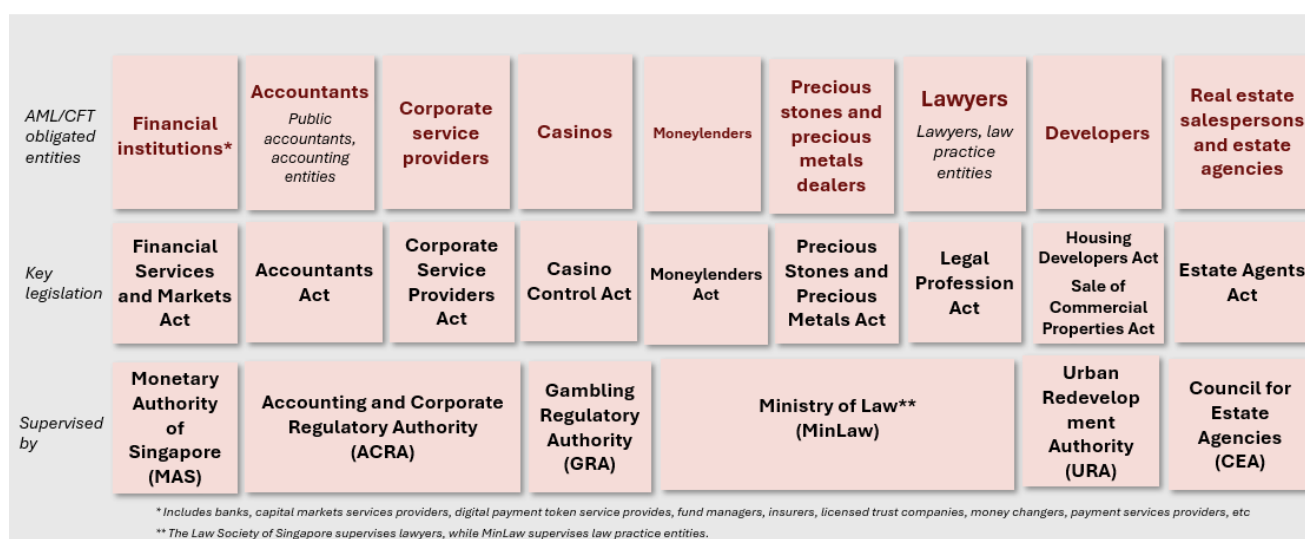 AML/CFT
obligated
entities
Financial
institutions*
Accountants
Public
accountants,
accounting
entities
Corporate
service
providers
Casinos
Moneylenders
Precious
stones and
precious
metals
dealers
Lawyers
Lawyers, law
practice
entities
Developers
Real estate
salespersons
and estate
agencies
Key
legislation
Financial
Services
and Markets
Act
Accountants
Act
Corporate
Service
Providers
Act
Casino
Control Act
Moneylenders
Act
Precious
Stones and
Precious
Metals Act
Legal
Profession
Act
Housing
Developers Act
Sale of
Commercial
Properties Act
Estate Agents
Act
Supervised
by
Monetary
Authority
of
Singapore
(MAS)
Accounting and Corporate
Regulatory Authority
(ACRA)
Gambling
Regulatory
Authority
(GRA)
Ministry of Law**
(MinLaw)
Urban
Redevelop
ment
Authority
(URA)
Council for
Estate
Agencies
(CEA)
* Includes banks, capital markets services providers, digital payment token service provides, fund managers, insurers, licensed trust companies, money changers, payment services providers, etc
** The Law Society of Singapore supervises lawyers, while MinLaw supervises law practice entities.